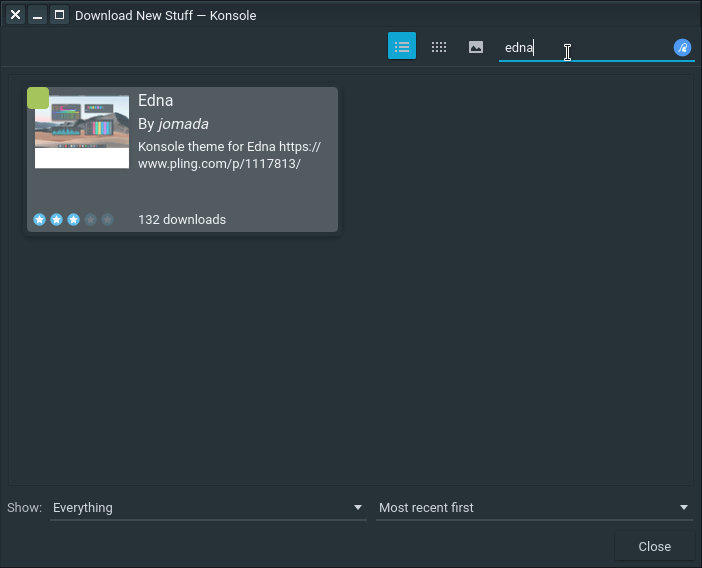 Download New Stuff — Konsole
edna
Edna
By jomada
Konsole theme for Edna https://
www.pling.com/p/1117813/
132 downloads
Show: Everything Most recent first
Close